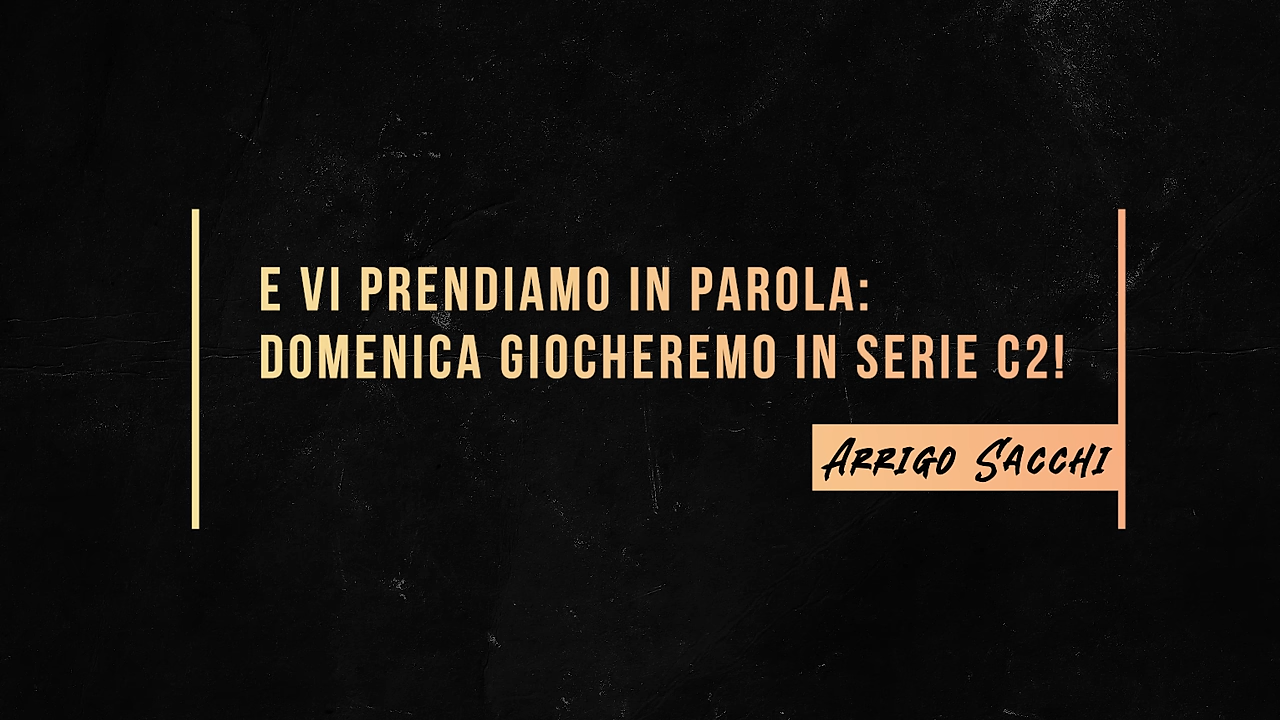 E VI PRENDIAMO IN PAROLA:
DOMENICA GIOCHEREMO IN SERIE C2!
ARRIGO SACCHI